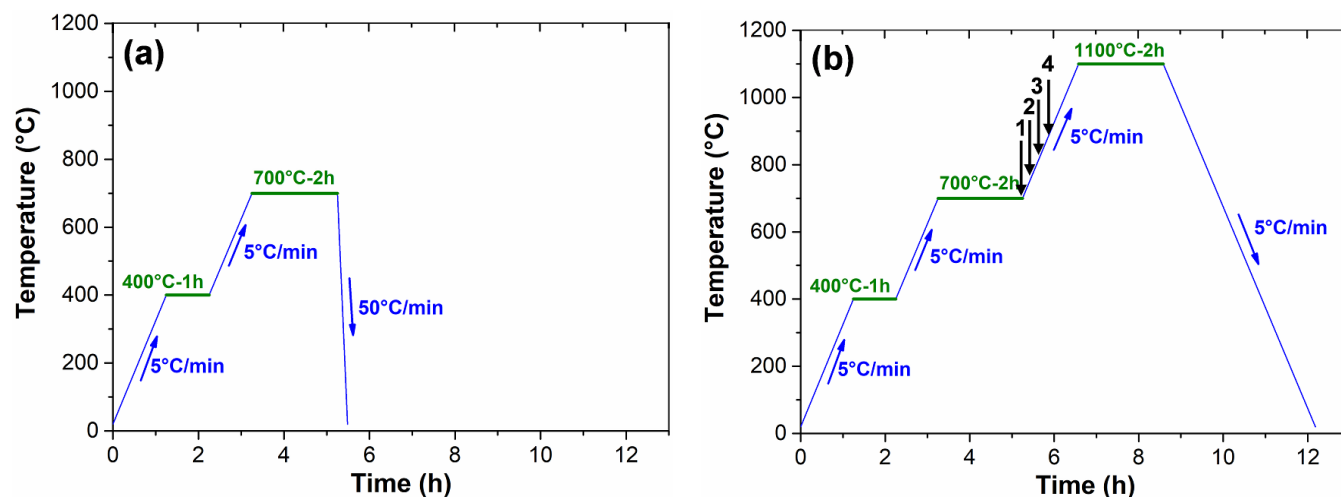 (a)
Temperature (°C)
1200
1000
800
600
400
200
0
700°C-2h
5°C/min
400°C-1h
50°C/min
5°C/min
0
2
4
6
8
10
12
Time (h)
(b)
Temperature (°C)
1200
1000
800
600
400
200
0
1100°C-2h
4
3
2
1
5°C/min
700°C-2h
5°C/min
5°C/min
400°C-1h
5°C/min
0
2
4
6
8
10
12
Time (h)